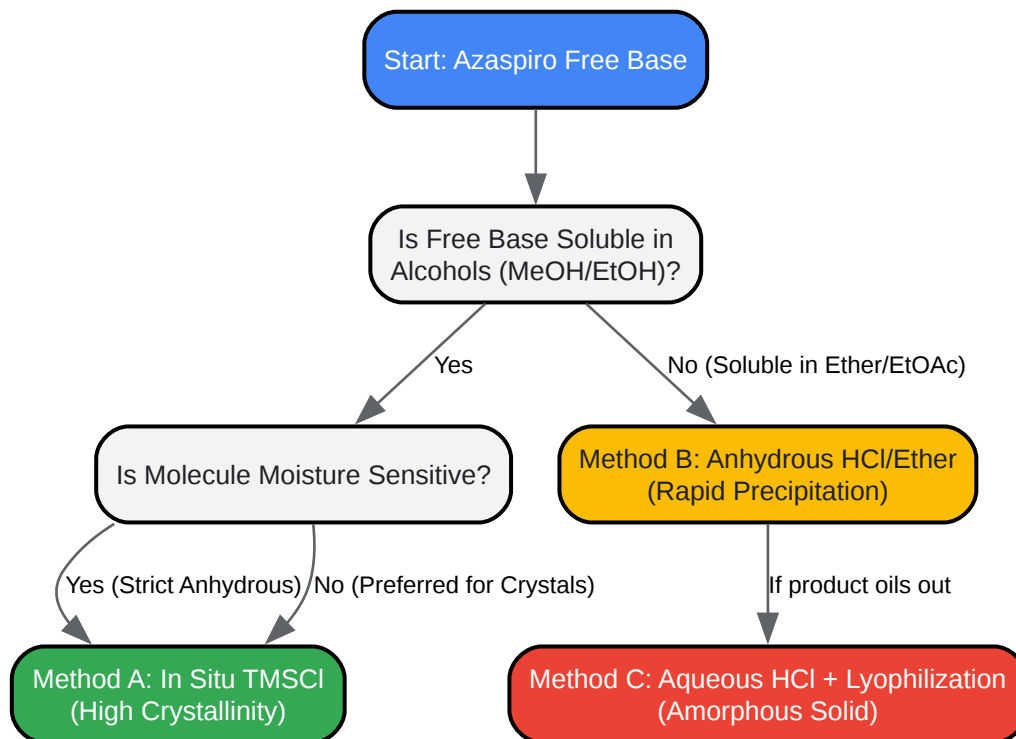 Start: Azaspiro Free Base
Is Free Base Soluble in
Alcohols (MeOH/EtOH)?
Yes
No (Soluble in Ether/EtOAc)
Is Molecule Moisture Sensitive?
Method B: Anhydrous HCl/Ether
(Rapid Precipitation)
Yes (Strict Anhydrous)
No (Preferred for Crystals)
If product oils out
Method A: In Situ TMSCl
(High Crystallinity)
Method C: Aqueous HCl + Lyophilization
(Amorphous Solid)